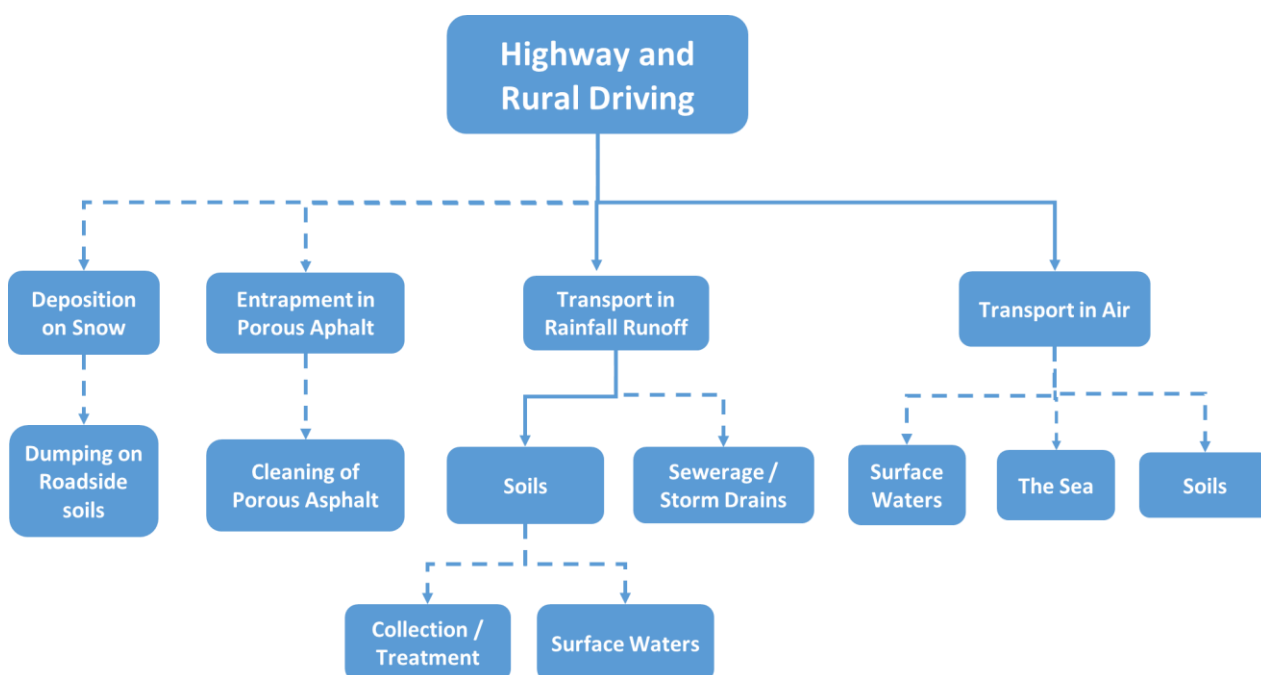 Highway and
Rural Driving
Deposition
on Snow
Entrapment in
Porous Aphalt
Transport in
Rainfall Runoff
Transport in Air
Dumping on
Roadside
soils
Cleaning of
Porous Asphalt
Soils
Sewerage /
Storm Drains
Surface
Waters
The Sea
Soils
Collection /
Treatment
Surface Waters